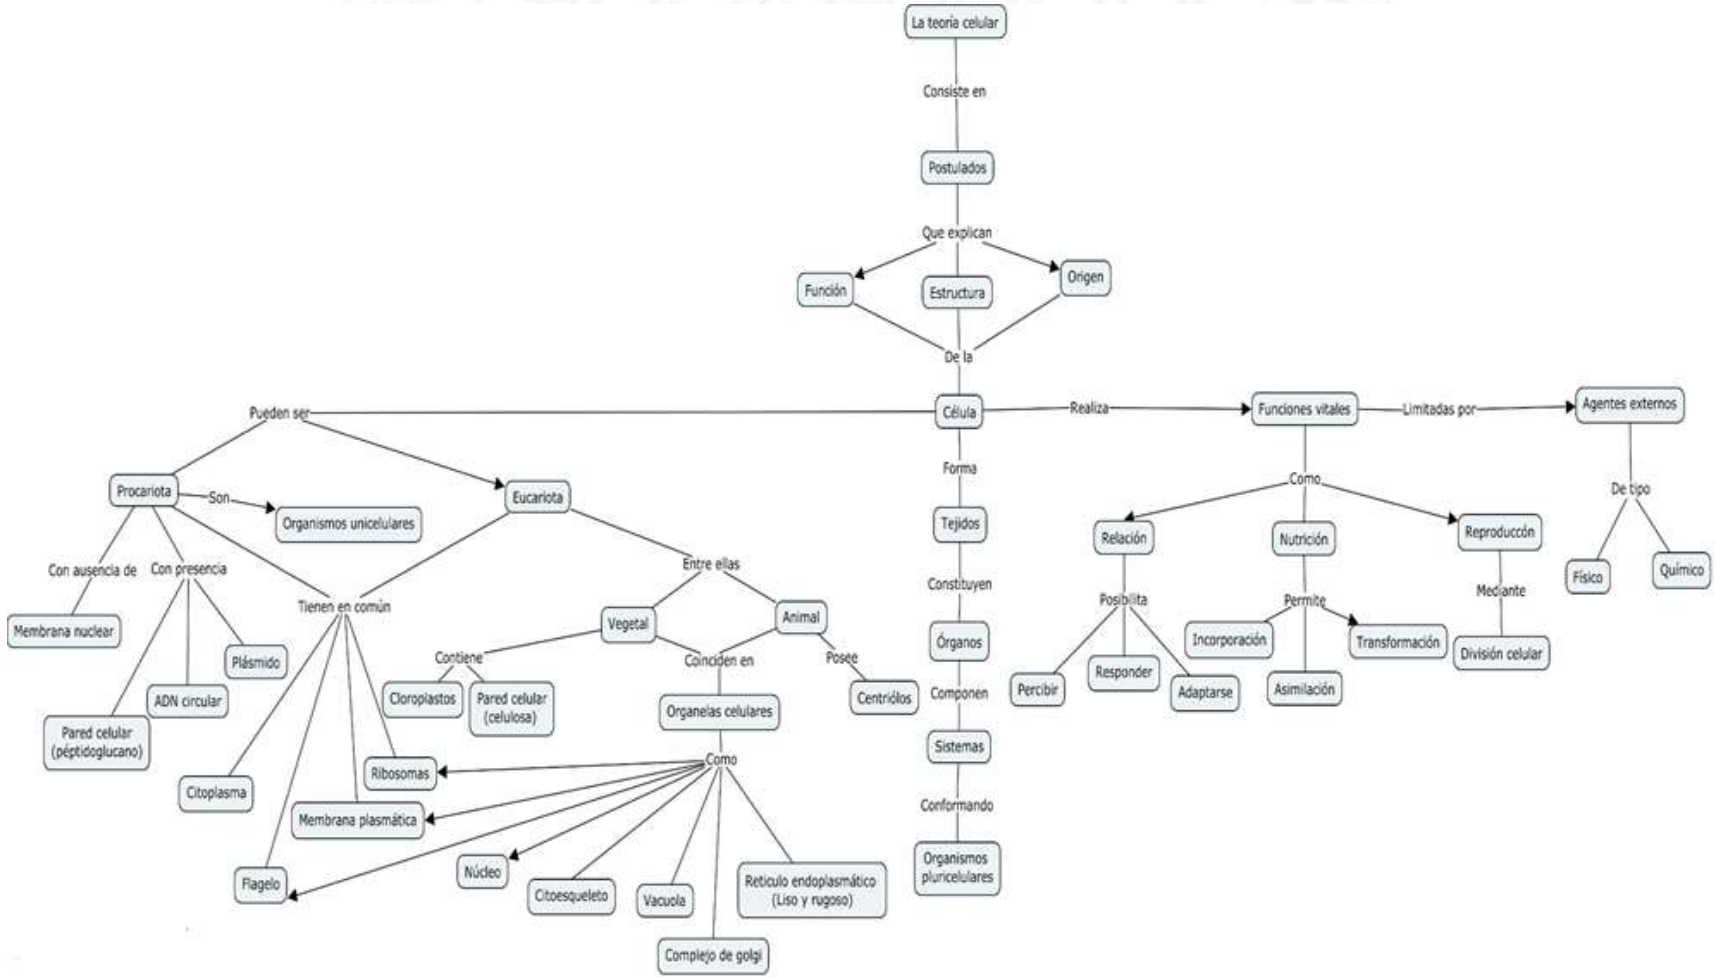 La teoría celular
Consiste en
Postulados
Que explican
Función
Estructura
Origen
De la
Pueden ser
Célula
Realiza
Funciones vitales
Limitadas por
Agentes externos
Forma
Como
De tipo
Procariota
Son
Organismos unicelulares
Eucariota
Tejidos
Relación
Nutrición
Reproduccón
Físico
Químico
Con ausencia de
Con presencia
Tienen en común
Entre ellas
Constituyen
Posibilita
Permite
Mediante
Membrana nuclear
Plásmido
ADN circular
Pared celular
(péptidoglucano)
Vegetal
Animal
Órganos
Incorporación
Transformación
División celular
Contiene
Coinciden en
Posee
Percibir
Responder
Adaptarse
Asimilación
Cloroplastos
Pared celular
(celulosa)
Organelas celulares
Centriólos
Componen
Sistemas
Como
Citoplasma
Ribosomas
Membrana plasmática
Flagelo
Núcleo
Citoesqueleto
Vacuola
Complejo de golgi
Reticulo endoplasmático
(Liso y rugoso)
Conformando
Organismos
pluricelulares